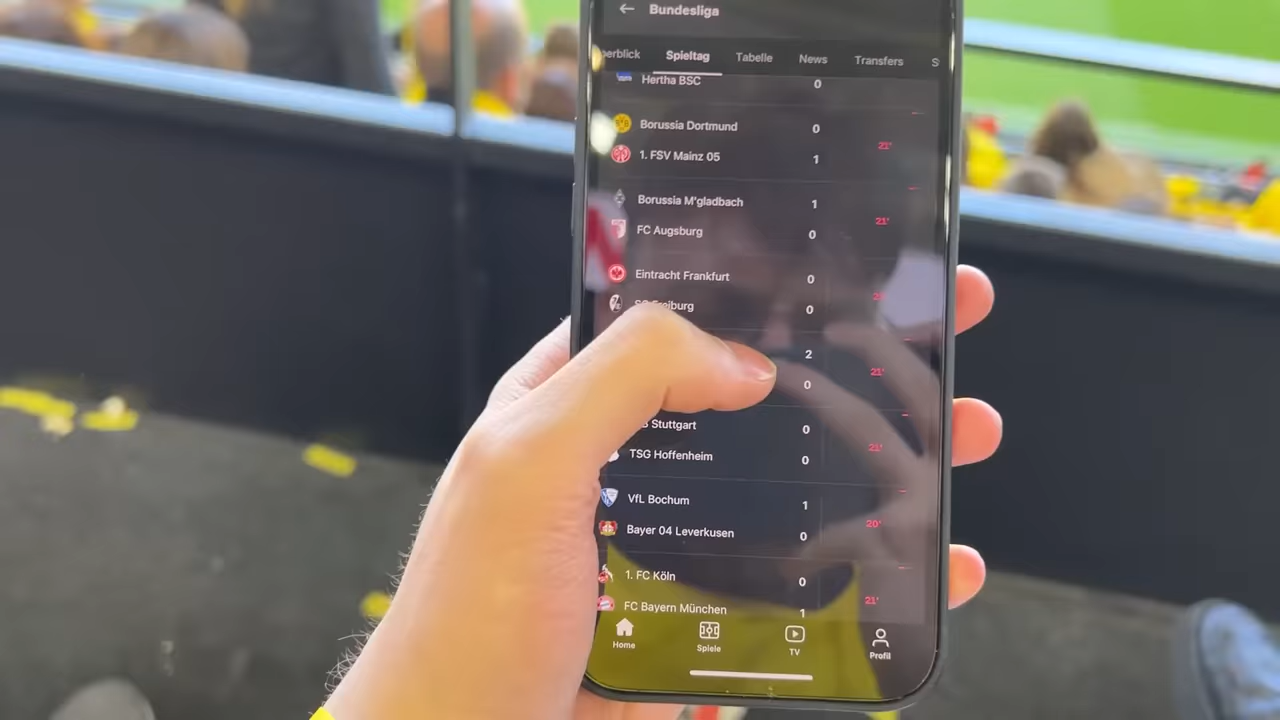 Bundesliga
erblick Spieltag Tabelle News Transfers S
Hertha BSC 0
Borussia Dortmund 0
21'
1. FSV Mainz 05 1
Borussia M'gladbach 1
21'
FC Augsburg 0
Eintracht Frankfurt 0
SC Freiburg 0
2
21'
0
B Stuttgart 0
21'
TSG Hoffenheim 0
VfL Bochum 1
20'
Bayer 04 Leverkusen 0
1. FC Köln 0
21'
FC Bayern München 1
Home Spiele TV Profil